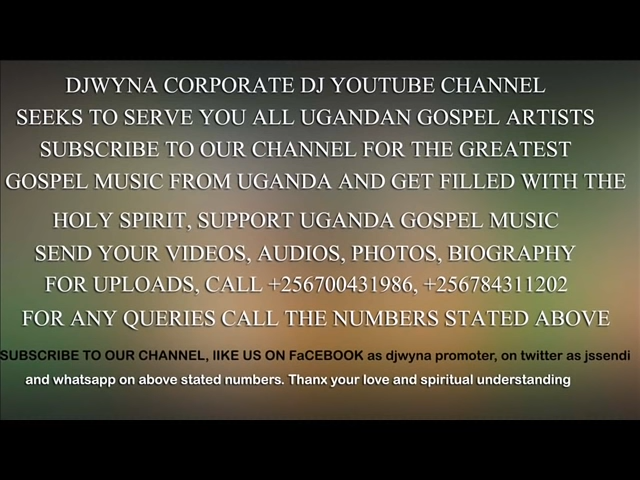 DJWYNA CORPORATE DJ YOUTUBE CHANNEL
SEEKS TO SERVE YOU ALL UGANDAN GOSPEL ARTISTS
SUBSCRIBE TO OUR CHANNEL FOR THE GREATEST
GOSPEL MUSIC FROM UGANDA AND GET FILLED WITH THE
HOLY SPIRIT, SUPPORT UGANDA GOSPEL MUSIC
SEND YOUR VIDEOS, AUDIOS, PHOTOS, BIOGRAPHY
FOR UPLOADS, CALL +256700431986, +256784311202
FOR ANY QUERIES CALL THE NUMBERS STATED ABOVE
SUBSCRIBE TO OUR CHANNEL, lIKE US ON FaCEBOOK as djwyna promoter, on twitter as jssendi
and whatsapp on above stated numbers. Thanx your love and spiritual understanding